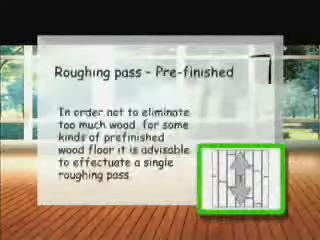 Roughing pass - Pre-finished
In order not to eliminate
too much wood for some
kinds of prefinished
wood floor it is advisable
to effectuate a single
roughing pass